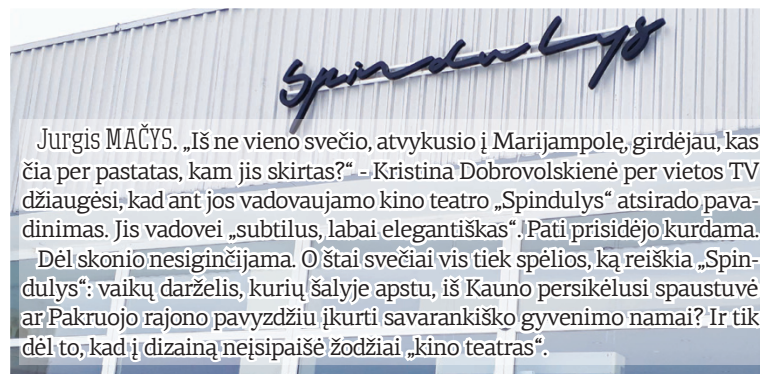 Spindulys
Jurgis MAČYS. „Iš ne vieno svečio, atvykusio į Marijampolę, girdėjau, kas
čia per pastatas, kam jis skirtas?“ - Kristina Dobrovolskienė per vietos TV
džiaugėsi, kad ant jos vadovaujamo kino teatro „Spindulys“ atsirado pava-
dinimas. Jis vadovei „subtilus, labai elegantiškas“. Pati prisidėjo kurdama.
Dėl skonio nesiginčijama. O štai svečiai vis tiek spėlios, ką reiškia „Spin-
dulys“: vaikų darželis, kurių šalyje apstu, iš Kauno persikėlusi spaustuvė
ar Pakruojo rajono pavyzdžiu įkurti savarankiško gyvenimo namai? Ir tik
dėl to, kad į dizainą neįsipaišė žodžiai „kino teatras“.